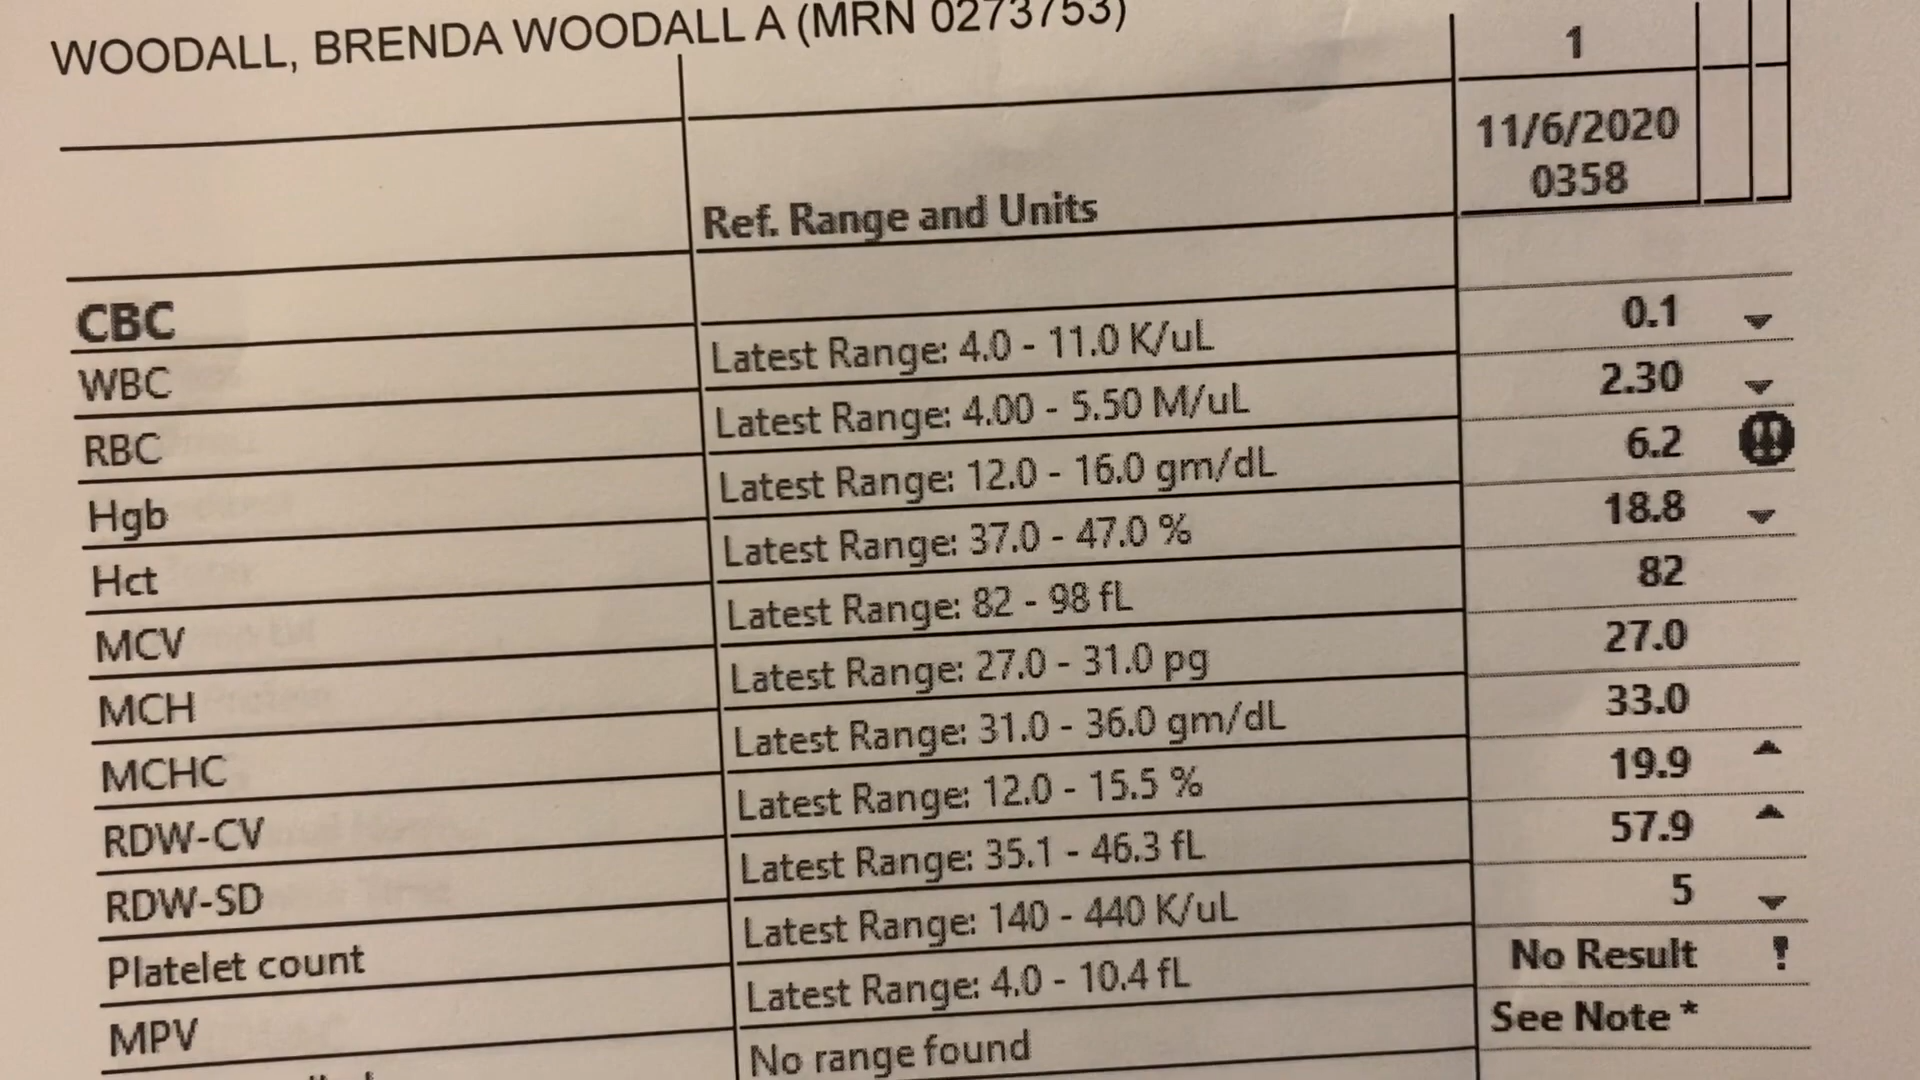 WOODALL, BRENDA WOODALL A (MRN 0273753)
1
11/6/2020
0358
Ref. Range and Units
CBC
WBC Latest Range: 4.0 - 11.0 K/uL 0.1
RBC Latest Range: 4.00 - 5.50 M/uL 2.30
Hgb Latest Range: 12.0 - 16.0 gm/dL 6.2 !!
Hct Latest Range: 37.0 - 47.0 % 18.8
MCV Latest Range: 82 - 98 fL 82
MCH Latest Range: 27.0 - 31.0 pg 27.0
MCHC Latest Range: 31.0 - 36.0 gm/dL 33.0
RDW-CV Latest Range: 12.0 - 15.5 % 19.9
RDW-SD Latest Range: 35.1 - 46.3 fL 57.9
Platelet count Latest Range: 140 - 440 K/uL 5
MPV Latest Range: 4.0 - 10.4 fL No Result !
No range found See Note *